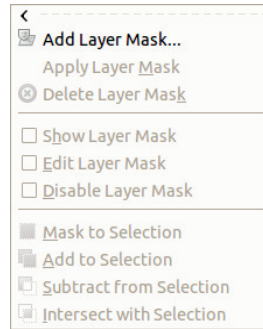 Add Layer Mask...
Apply Layer Mask
Delete Layer Mask
Show Layer Mask
Edit Layer Mask
Disable Layer Mask
Mask to Selection
Add to Selection
Subtract from Selection
Intersect with Selection